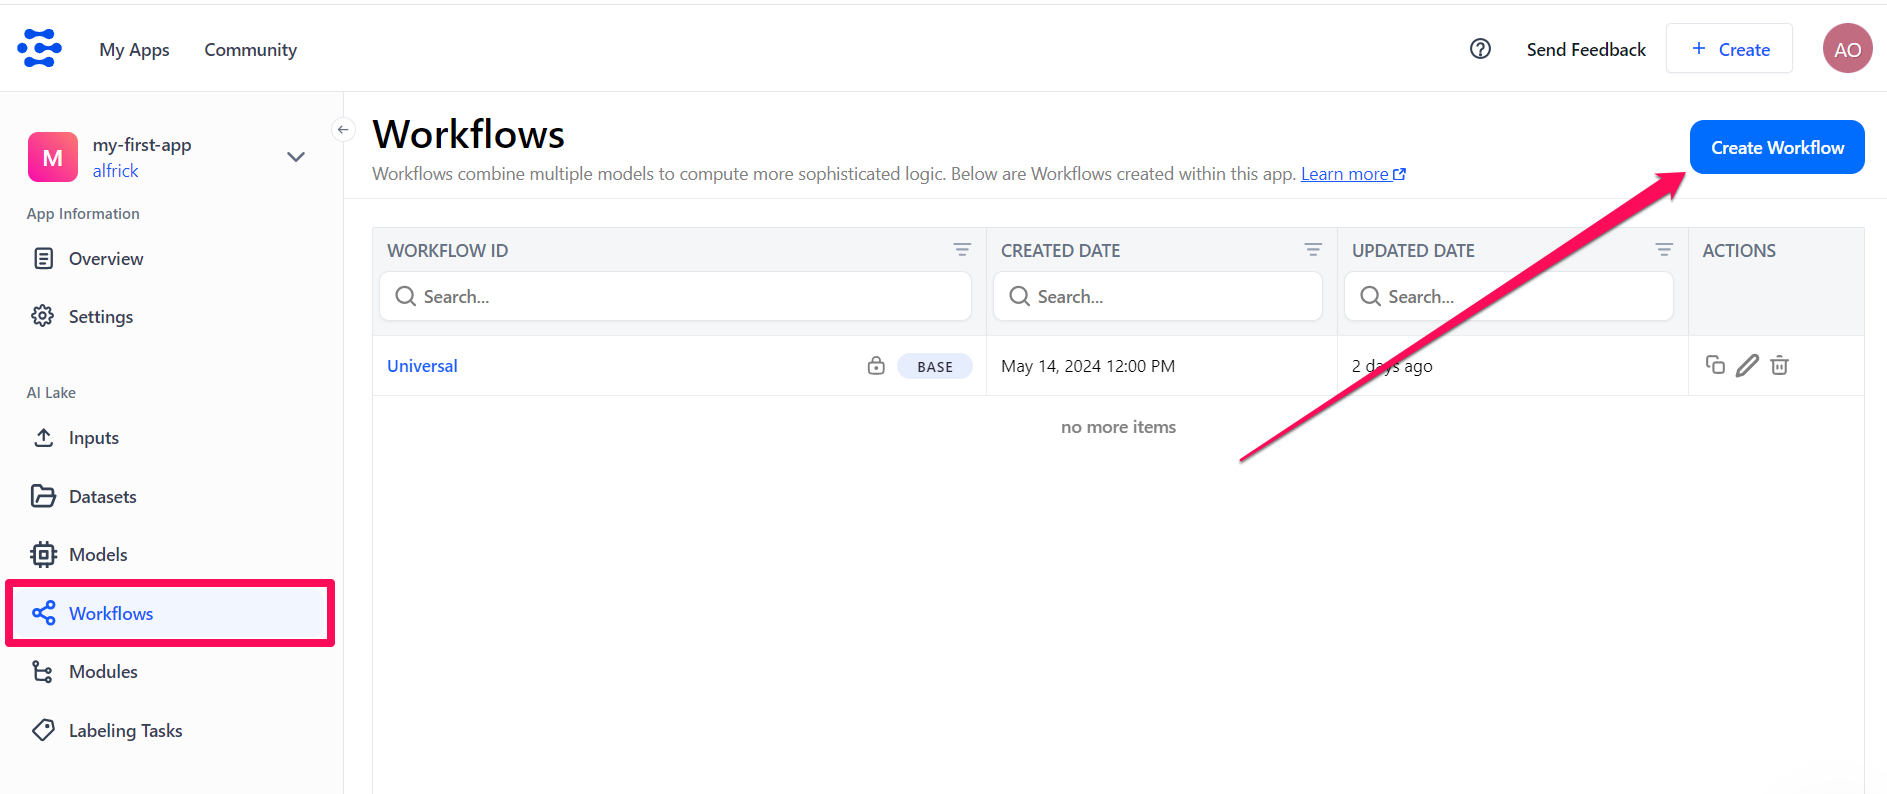 My Apps Community Send Feedback + Create AO
M my-first-app
alfrick
App Information
Overview
Settings
AI Lake
Inputs
Datasets
Models
Workflows
Modules
Labeling Tasks
Workflows
Workflows combine multiple models to compute more sophisticated logic. Below are Workflows created within this app. Learn more
Create Workflow
WORKFLOW ID CREATED DATE UPDATED DATE ACTIONS
Search... Search... Search...
Universal BASE May 14, 2024 12:00 PM 2 days ago
no more items